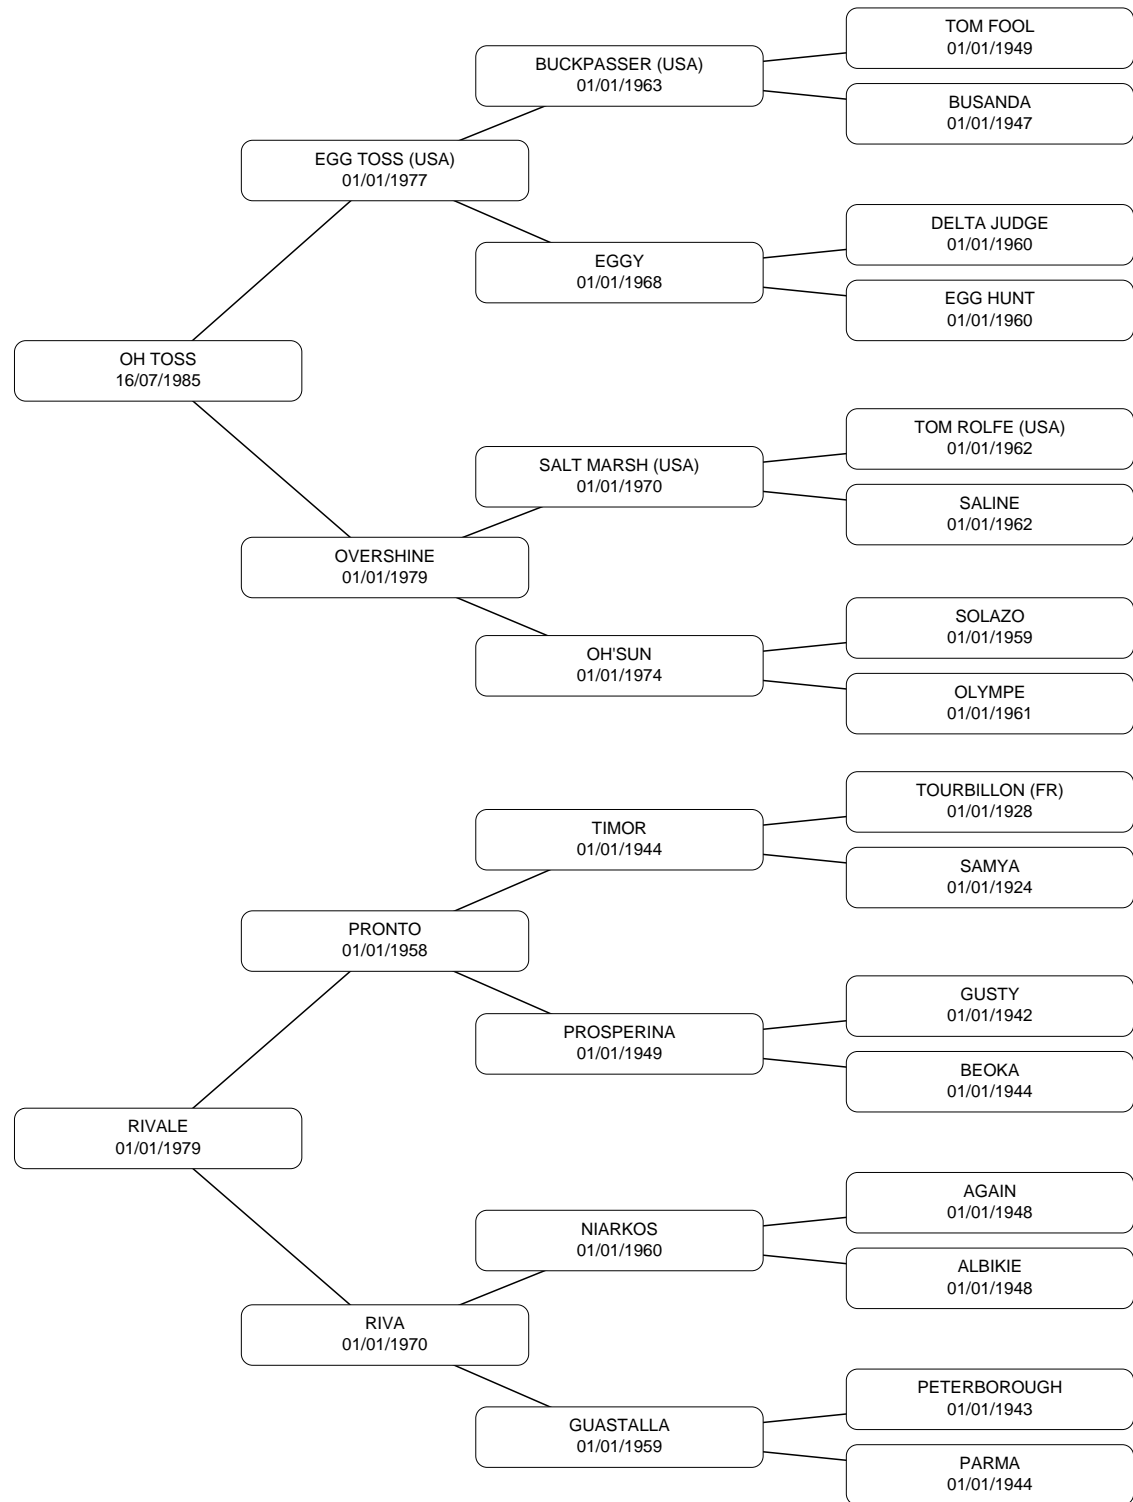 TOM FOOL
01/01/1949
BUCKPASSER (USA)
01/01/1963
BUSANDA
01/01/1947
EGG TOSS (USA)
01/01/1977
DELTA JUDGE
01/01/1960
EGGY
01/01/1968
EGG HUNT
01/01/1960
OH TOSS
16/07/1985
TOM ROLFE (USA)
01/01/1962
SALT MARSH (USA)
01/01/1970
SALINE
01/01/1962
OVERSHINE
01/01/1979
SOLAZO
01/01/1959
OH'SUN
01/01/1974
OLYMPE
01/01/1961
TOURBILLON (FR)
01/01/1928
TIMOR
01/01/1944
SAMYA
01/01/1924
PRONTO
01/01/1958
GUSTY
01/01/1942
PROSPERINA
01/01/1949
BEOKA
01/01/1944
RIVALE
01/01/1979
AGAIN
01/01/1948
NIARKOS
01/01/1960
ALBIKIE
01/01/1948
RIVA
01/01/1970
PETERBOROUGH
01/01/1943
GUASTALLA
01/01/1959
PARMA
01/01/1944